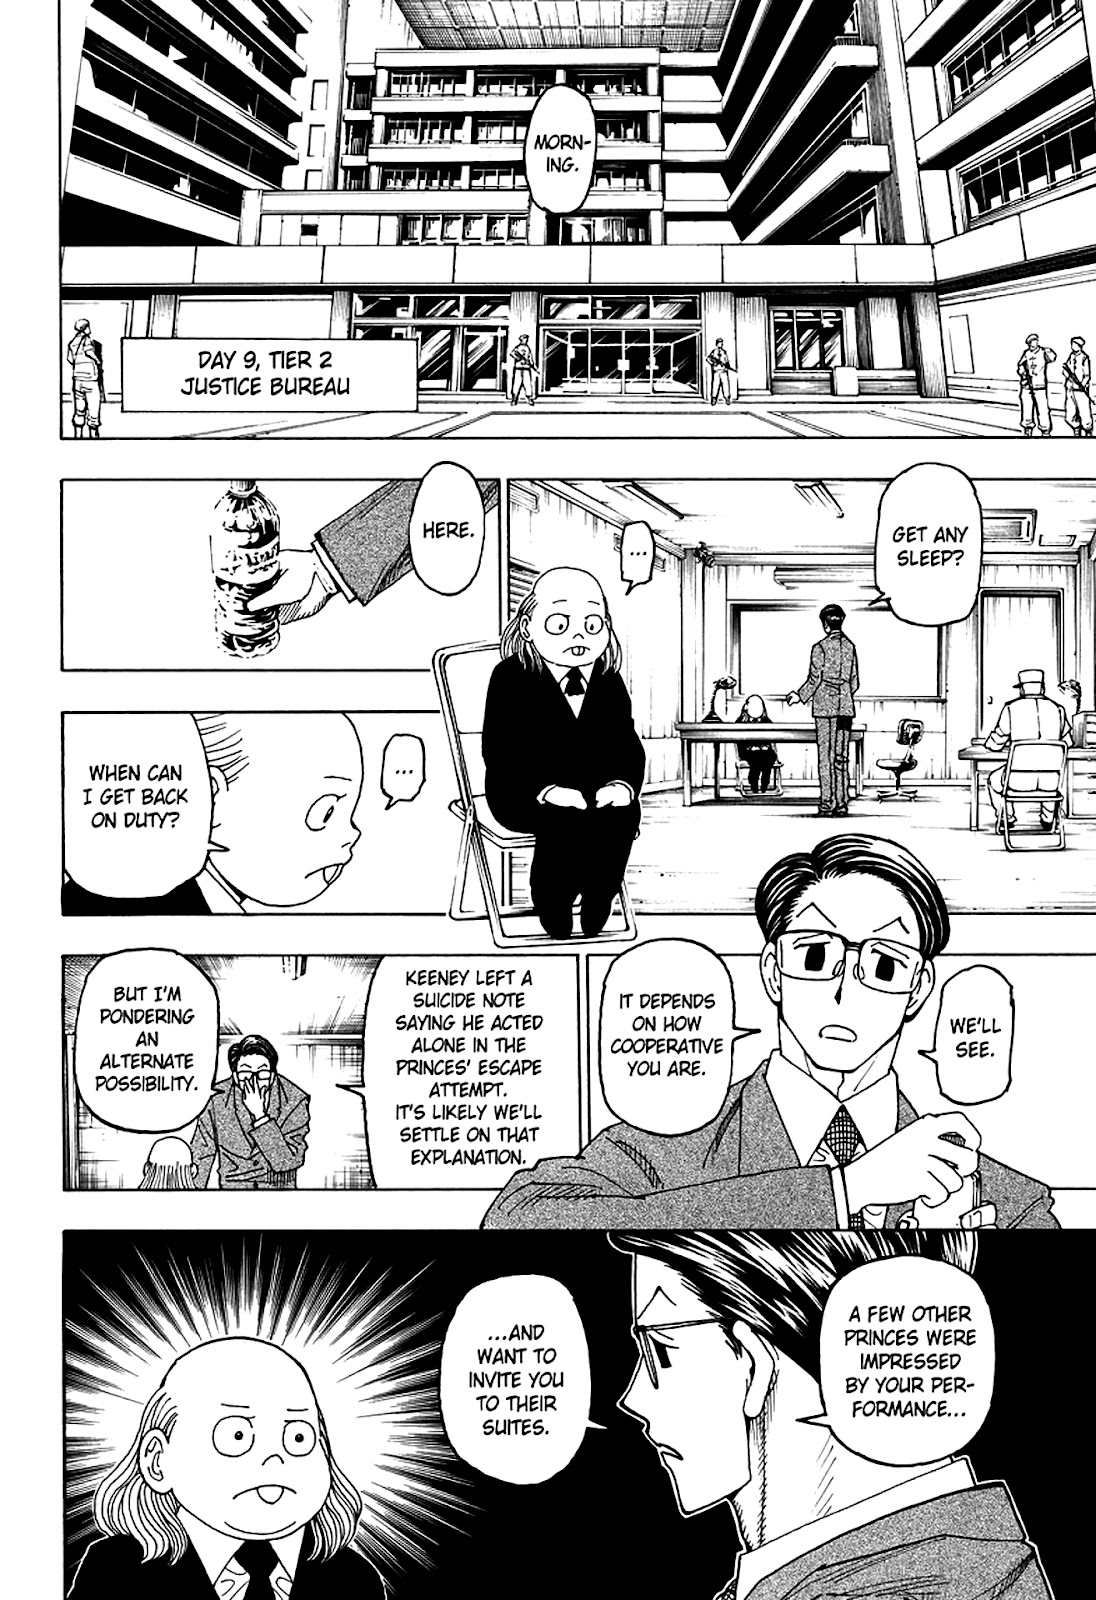 MORN-
ING.
DAY 9, TIER 2
JUSTICE BUREAU
GET ANY
SLEEP?
...
HERE.
...
WHEN CAN
I GET BACK
ON DUTY?
WE'LL
SEE.
IT DEPENDS
ON HOW
COOPERATIVE
YOU ARE.
KEENEY LEFT A
SUICIDE NOTE
SAYING HE ACTED
ALONE IN THE
PRINCES' ESCAPE
ATTEMPT.
IT'S LIKELY WE'LL
SETTLE ON THAT
EXPLANATION.
BUT I'M
PONDERING
AN
ALTERNATE
POSSIBILITY.
A FEW OTHER
PRINCES WERE
IMPRESSED
BY YOUR PER-
FORMANCE...
...AND
WANT TO
INVITE YOU
TO THEIR
SUITES.